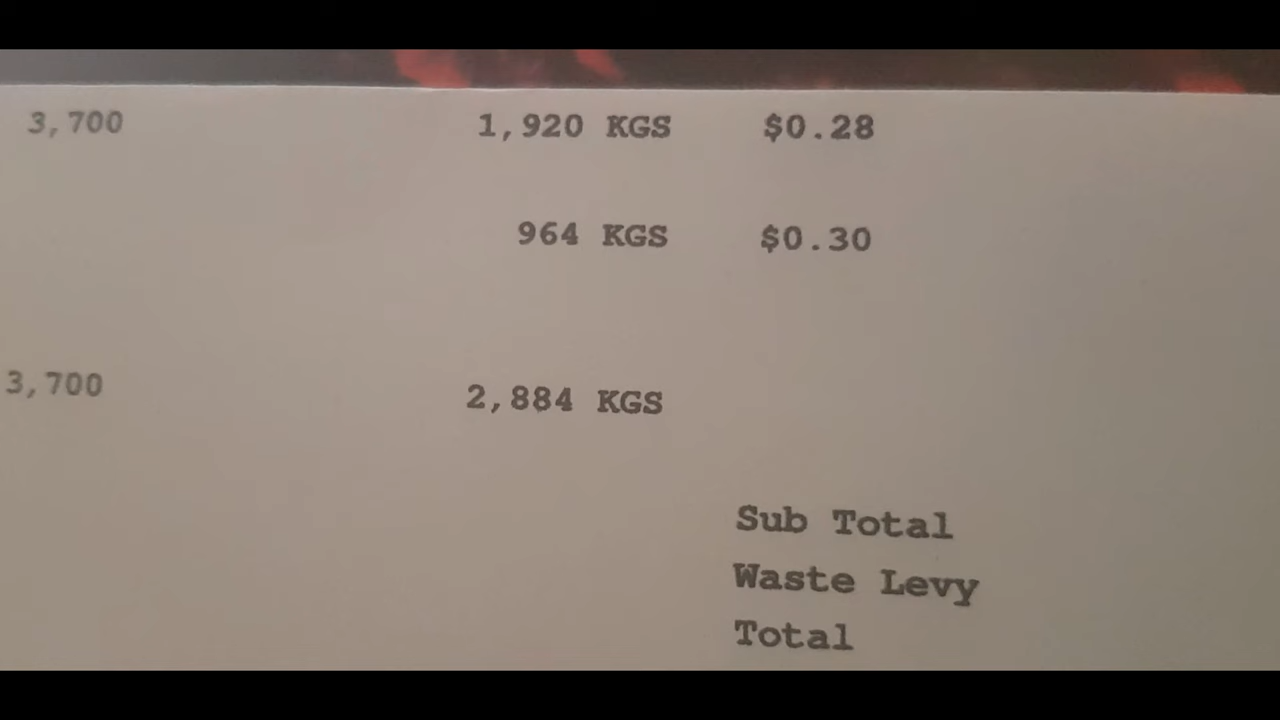 3,700 1,920 KGS $0.28
964 KGS $0.30
3,700 2,884 KGS
Sub Total
Waste Levy
Total